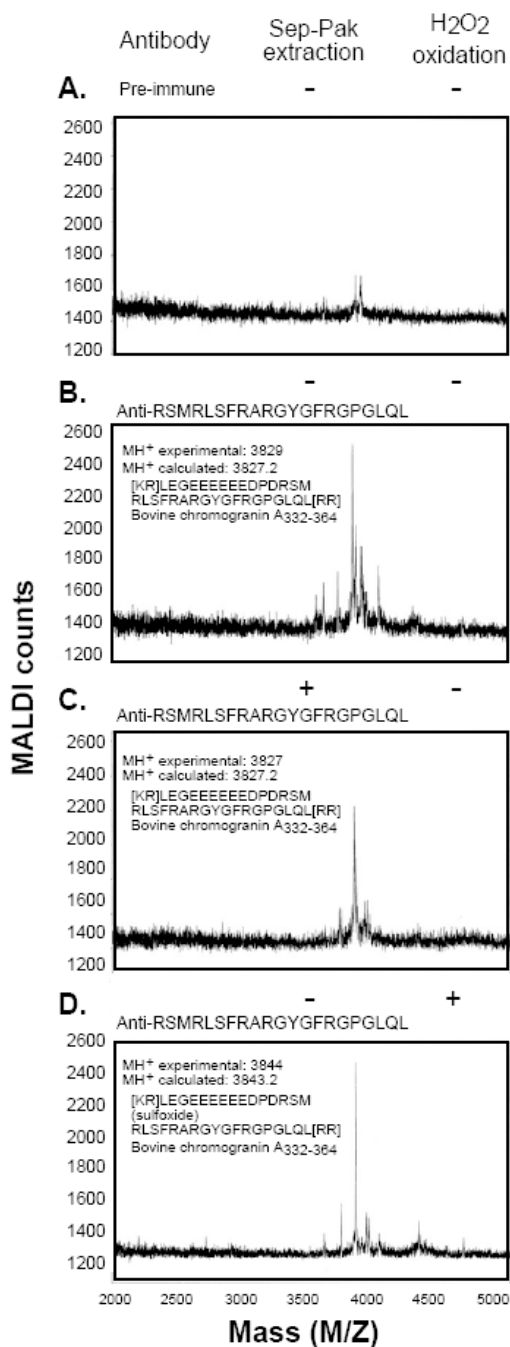 Antibody
Sep-Pak
extraction
H2O2
oxidation
A.
Pre-immune
-
-
2600
2400
2200
2000
1800
1600
1400
1200
B.
-
-
Anti-RSMRLSFRARGYGFRGPGLQL
2600
2400
2200
2000
1800
1600
1400
1200
MH+ experimental: 3829
MH+ calculated: 3827.2
[KR]LEGEEEEEEDPDRSM
RLSFRARGYGFRGPGLQL[RR]
Bovine chromogranin A332-364
MALDI counts
C.
+
-
Anti-RSMRLSFRARGYGFRGPGLQL
2600
2400
2200
2000
1800
1600
1400
1200
MH+ experimental: 3827
MH+ calculated: 3827.2
[KR]LEGEEEEEEDPDRSM
RLSFRARGYGFRGPGLQL[RR]
Bovine chromogranin A332-364
D.
-
+
Anti-RSMRLSFRARGYGFRGPGLQL
2600
2400
2200
2000
1800
1600
1400
1200
MH+ experimental: 3844
MH+ calculated: 3843.2
[KR]LEGEEEEEEDPDRSM
(sulfoxide)
RLSFRARGYGFRGPGLQL[RR]
Bovine chromogranin A332-364
2000 2500 3000 3500 4000 4500 5000
Mass (M/Z)